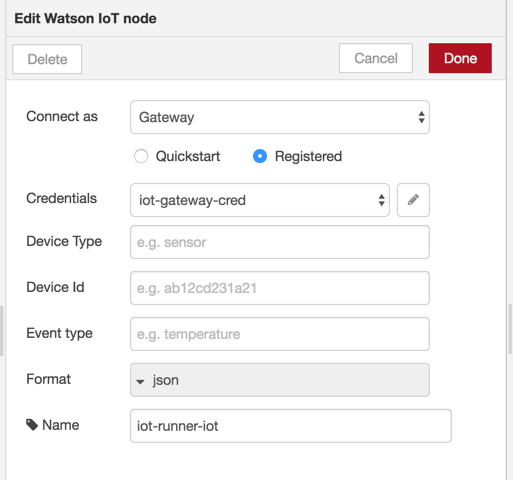 Edit Watson IoT node
Delete Cancel Done
Connect as Gateway
Quickstart Registered
Credentials iot-gateway-cred
Device Type e.g. sensor
Device Id e.g. ab12cd231a21
Event type e.g. temperature
Format json
Name iot-runner-iot